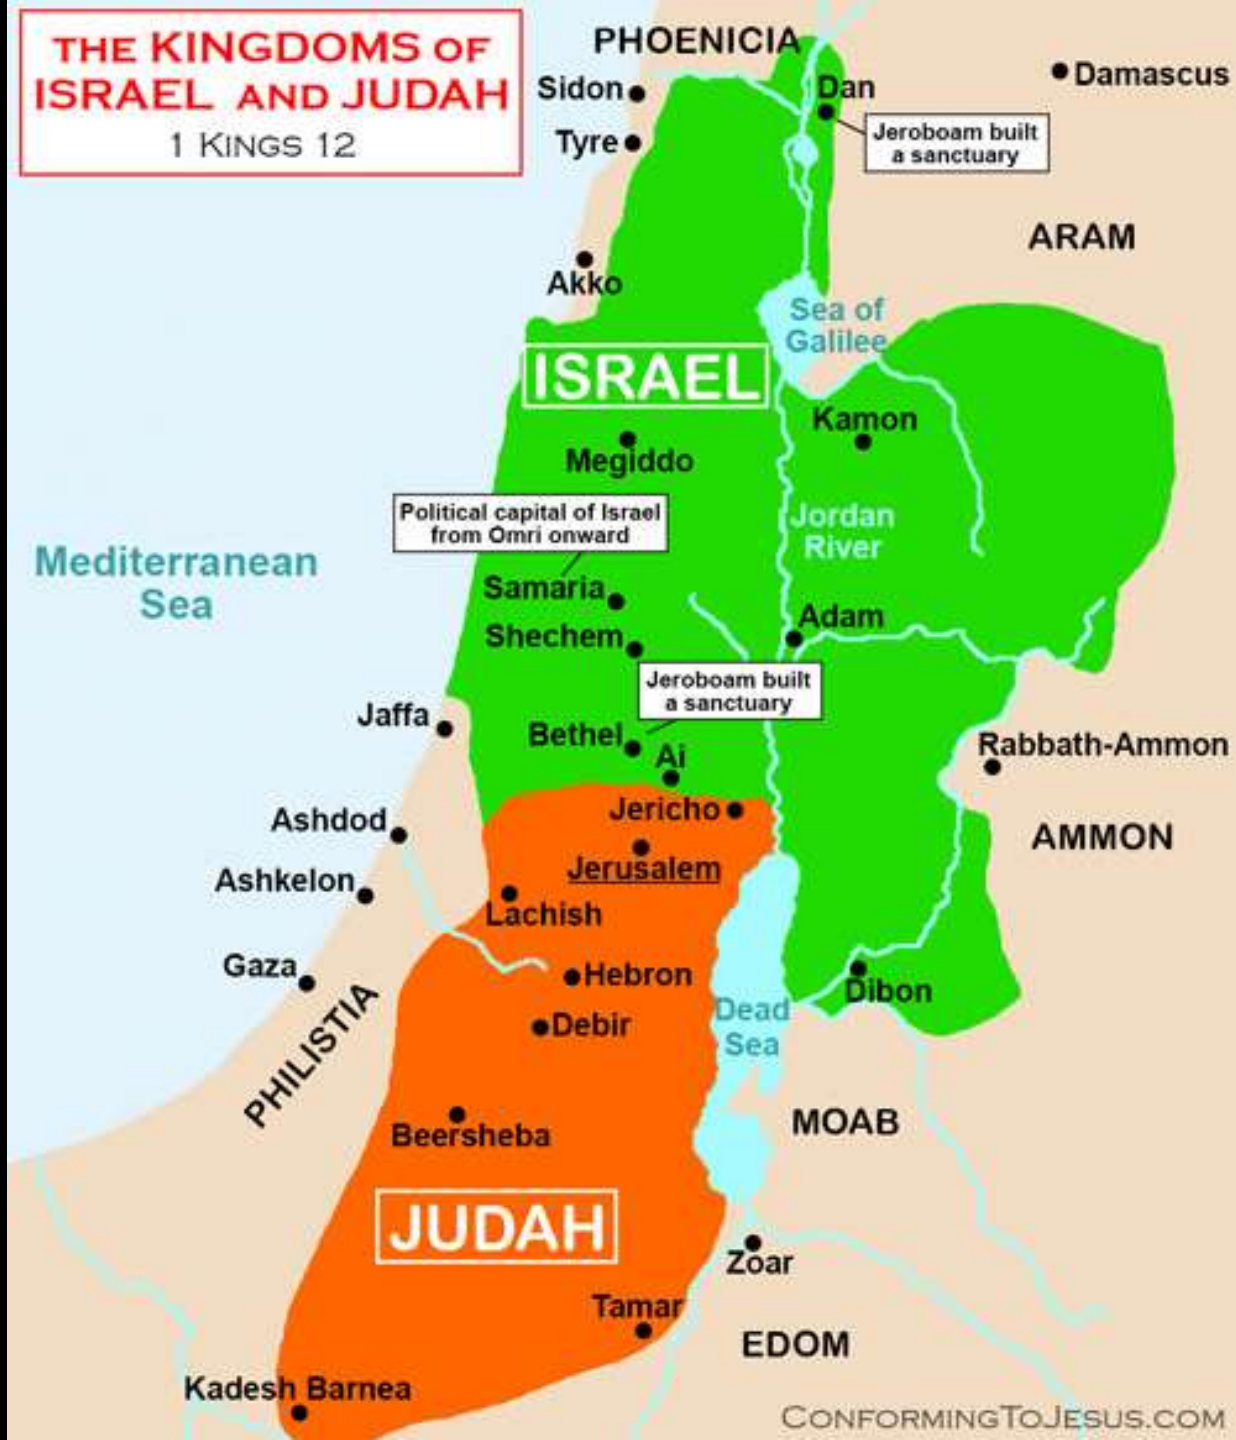 THE KINGDOMS OF
ISRAEL AND JUDAH
1 KINGS 12
PHOENICIA
Sidon
Dan
Damascus
Tyre
Jeroboam built
a sanctuary
ARAM
Akko
Sea of
Galilee
ISRAEL
Kamon
Megiddo
Political capital of Israel
from Omri onward
Jordan
River
Mediterranean
Sea
Samaria
Adam
Shechem
Jeroboam built
a sanctuary
Jaffa
Bethel
Ai
Rabbath-Ammon
Jericho
Ashdod
AMMON
Jerusalem
Ashkelon
Lachish
Gaza
Hebron
Dibon
Dead
Sea
Debir
PHILISTIA
MOAB
Beersheba
JUDAH
Zoar
Tamar
EDOM
Kadesh Barnea
CONFORMINGTOJESUS.COM